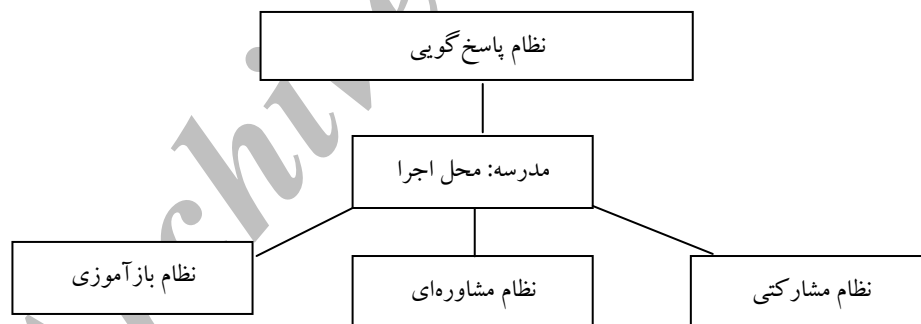 نظام پاسخ‌گویی
مدرسه: محل اجرا
نظام مشارکتی
نظام مشاوره‌ای
نظام بازآموزی